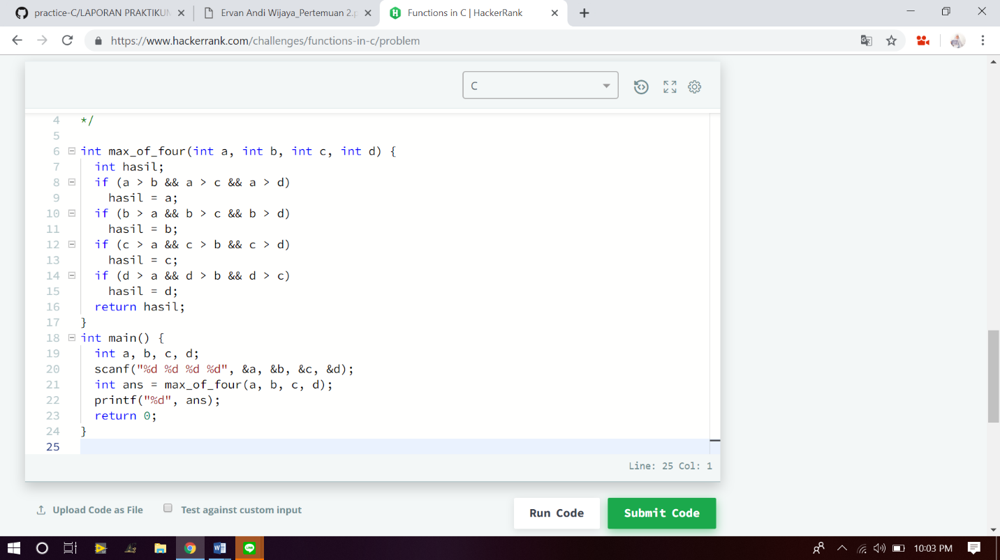 practice-C/LAPORAN PRAKTIKUM
Ervan Andi Wijaya_Pertemuan 2.p
Functions in C | HackerRank
https://www.hackerrank.com/challenges/functions-in-c/problem
C
4 */
5
6 int max_of_four(int a, int b, int c, int d) {
7 int hasil;
8 if (a > b && a > c && a > d)
9 hasil = a;
10 if (b > a && b > c && b > d)
11 hasil = b;
12 if (c > a && c > b && c > d)
13 hasil = c;
14 if (d > a && d > b && d > c)
15 hasil = d;
16 return hasil;
17 }
18 int main() {
19 int a, b, c, d;
20 scanf("%d %d %d %d", &a, &b, &c, &d);
21 int ans = max_of_four(a, b, c, d);
22 printf("%d", ans);
23 return 0;
24 }
25
Line: 25 Col: 1
Upload Code as File
Test against custom input
Run Code
Submit Code
10:03 PM